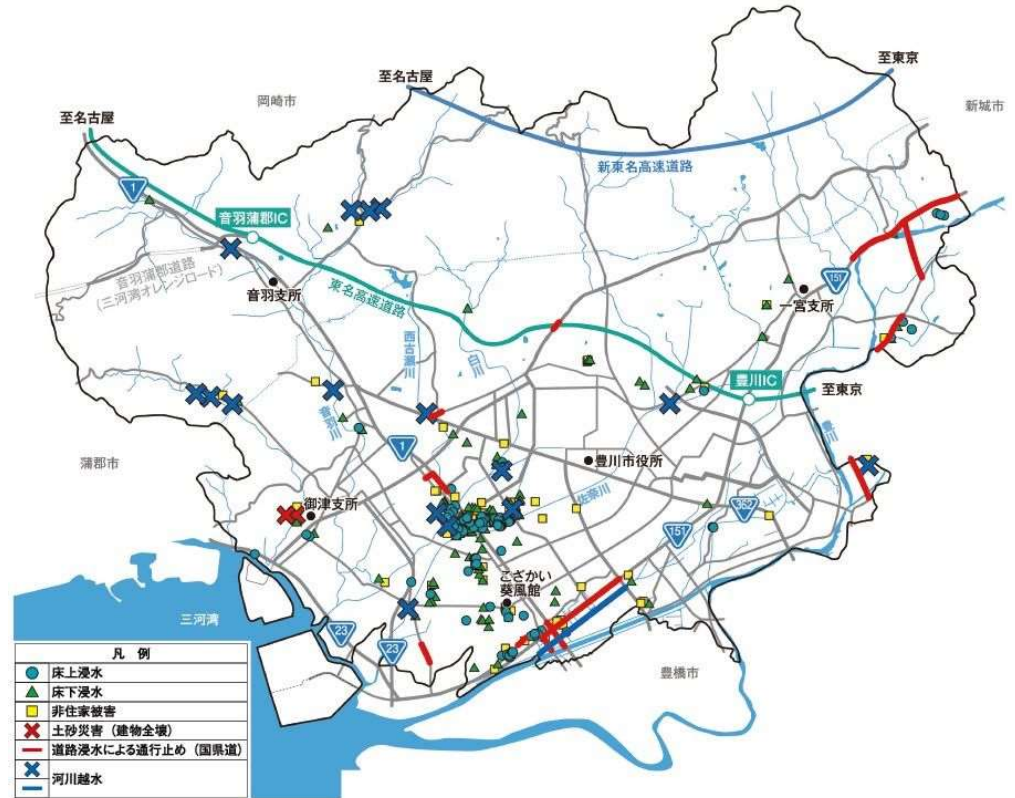 至名古屋
至東京
岡崎市
新城市
至名古屋
新東名高速道路
1
音羽蒲郡IC
音羽蒲郡道路
(三河湾オレンジロード)
音羽支所
東名高速道路
151
一宮支所
西古瀬川
白川
豊川IC
至東京
音羽川
豊川
蒲郡市
1
豊川市役所
御津支所
佐奈川
151
こざかい
葵風館
三河湾
23
23
豊橋市
凡 例
床上浸水
床下浸水
非住家被害
土砂災害 (建物全壊)
道路浸水による通行止め (国県道)
河川越水